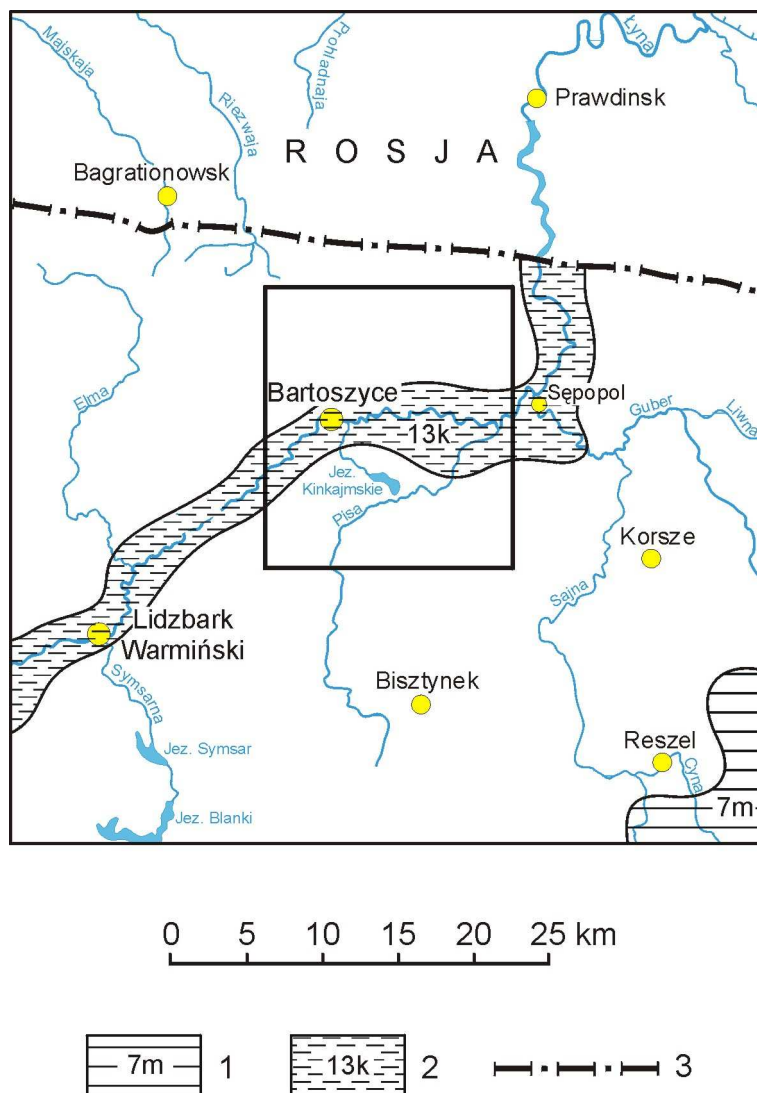 Majskaja
Riezwaja
Prohladnaja
Łyna
Prawdinsk
ROSJA
Bagrationowsk
Elma
Bartoszyce
Sępopol
Guber
Liwna
13k
Jez.
Kinkajmskie
Pisa
Korsze
Sajna
Lidzbark
Warmiński
Symsarna
Bisztynek
Reszel
Cyna
Jez. Symsar
Jez. Blanki
7m
0 5 10 15 20 25 km
7m 1 13k 2 3